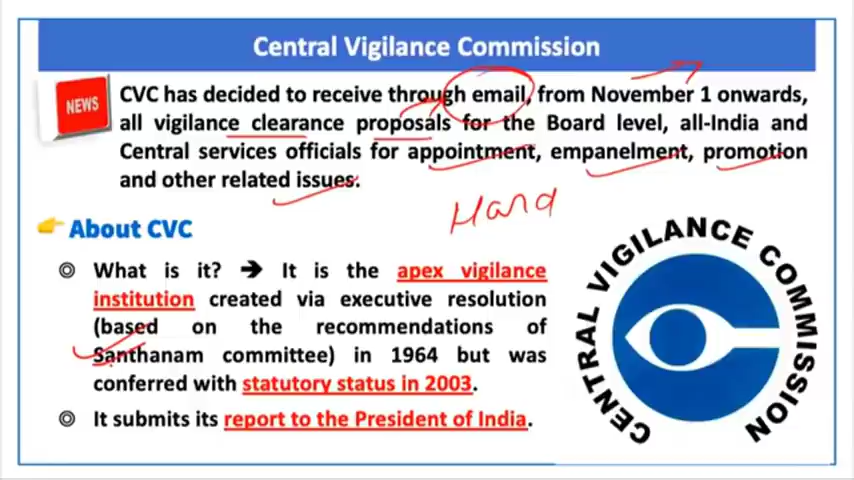 Central Vigilance Commission
NEWS
CVC has decided to receive through email, from November 1 onwards,
all vigilance clearance proposals for the Board level, all-India and
Central services officials for appointment, empanelment, promotion
and other related issues.
Hard
About CVC
What is it? ➔ It is the apex vigilance
institution created via executive resolution
(based on the recommendations of
Santhanam committee) in 1964 but was
conferred with statutory status in 2003.
It submits its report to the President of India.
CENTRAL VIGILANCE COMMISSION